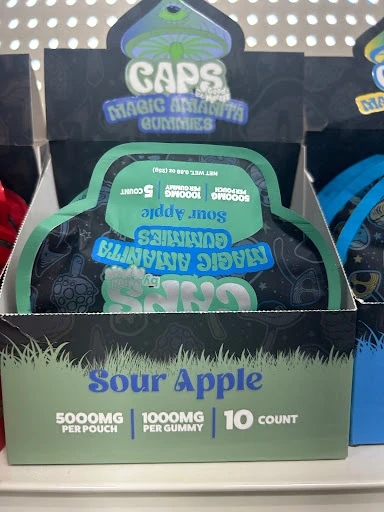 CAPS
MAGIC AMANITA
GUMMIES
CAPS
MAGIC AMANITA
GUMMIES
Sour Apple
5000MG PER POUCH
1000MG PER GUMMY
5 COUNT
NET WT. 0.88 oz (25g)
Sour Apple
5000MG PER POUCH
1000MG PER GUMMY
10 COUNT